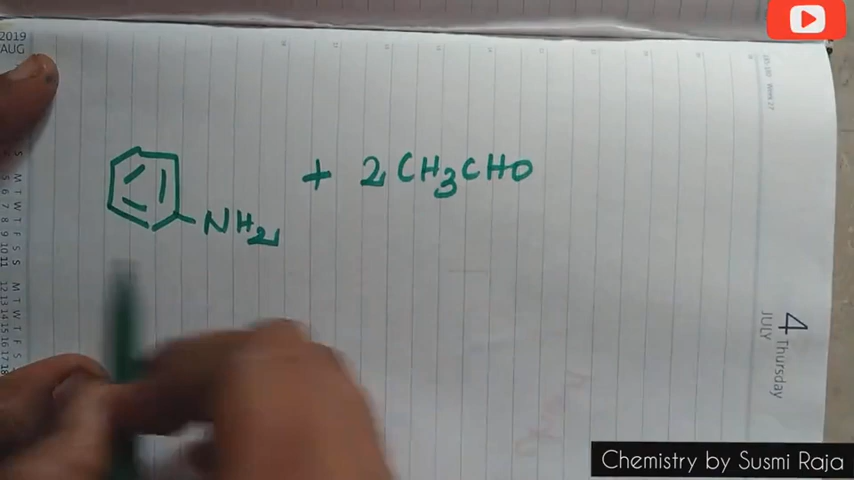 2019
AUG
NH2 + 2CH3CHO
4 Thursday
JULY
Chemistry by Susmi Raja